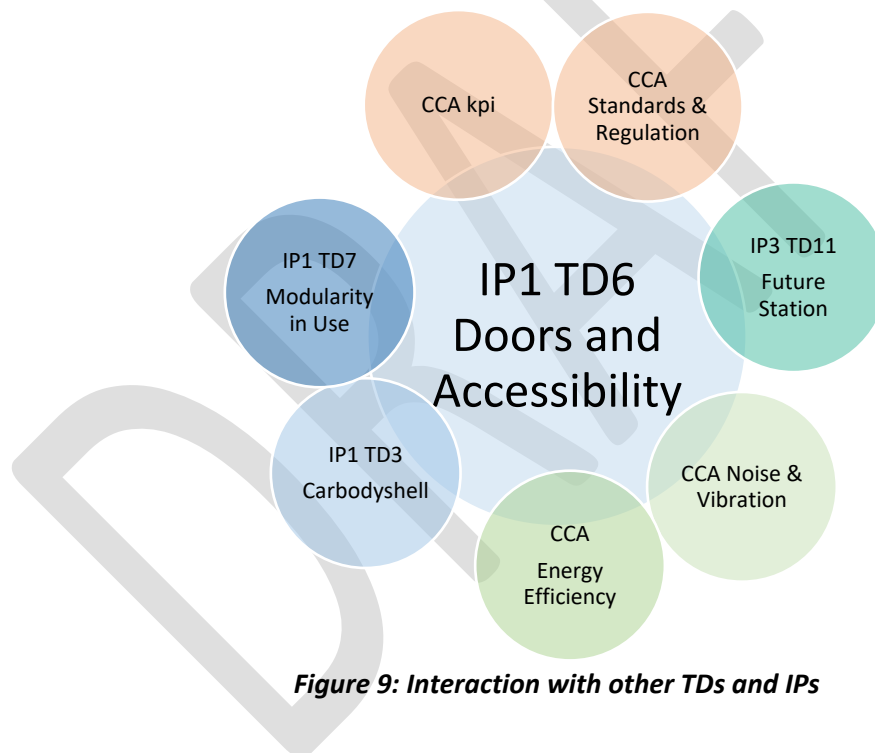 CCA kpi
CCA
Standards &
Regulation
IP3 TD11
Future
Station
CCA Noise &
Vibration
CCA
Energy
Efficiency
IP1 TD3
Carbodyshell
IP1 TD7
Modularity
in Use
IP1 TD6
Doors and
Accessibility
DRAFT
Figure 9: Interaction with other TDs and IPs